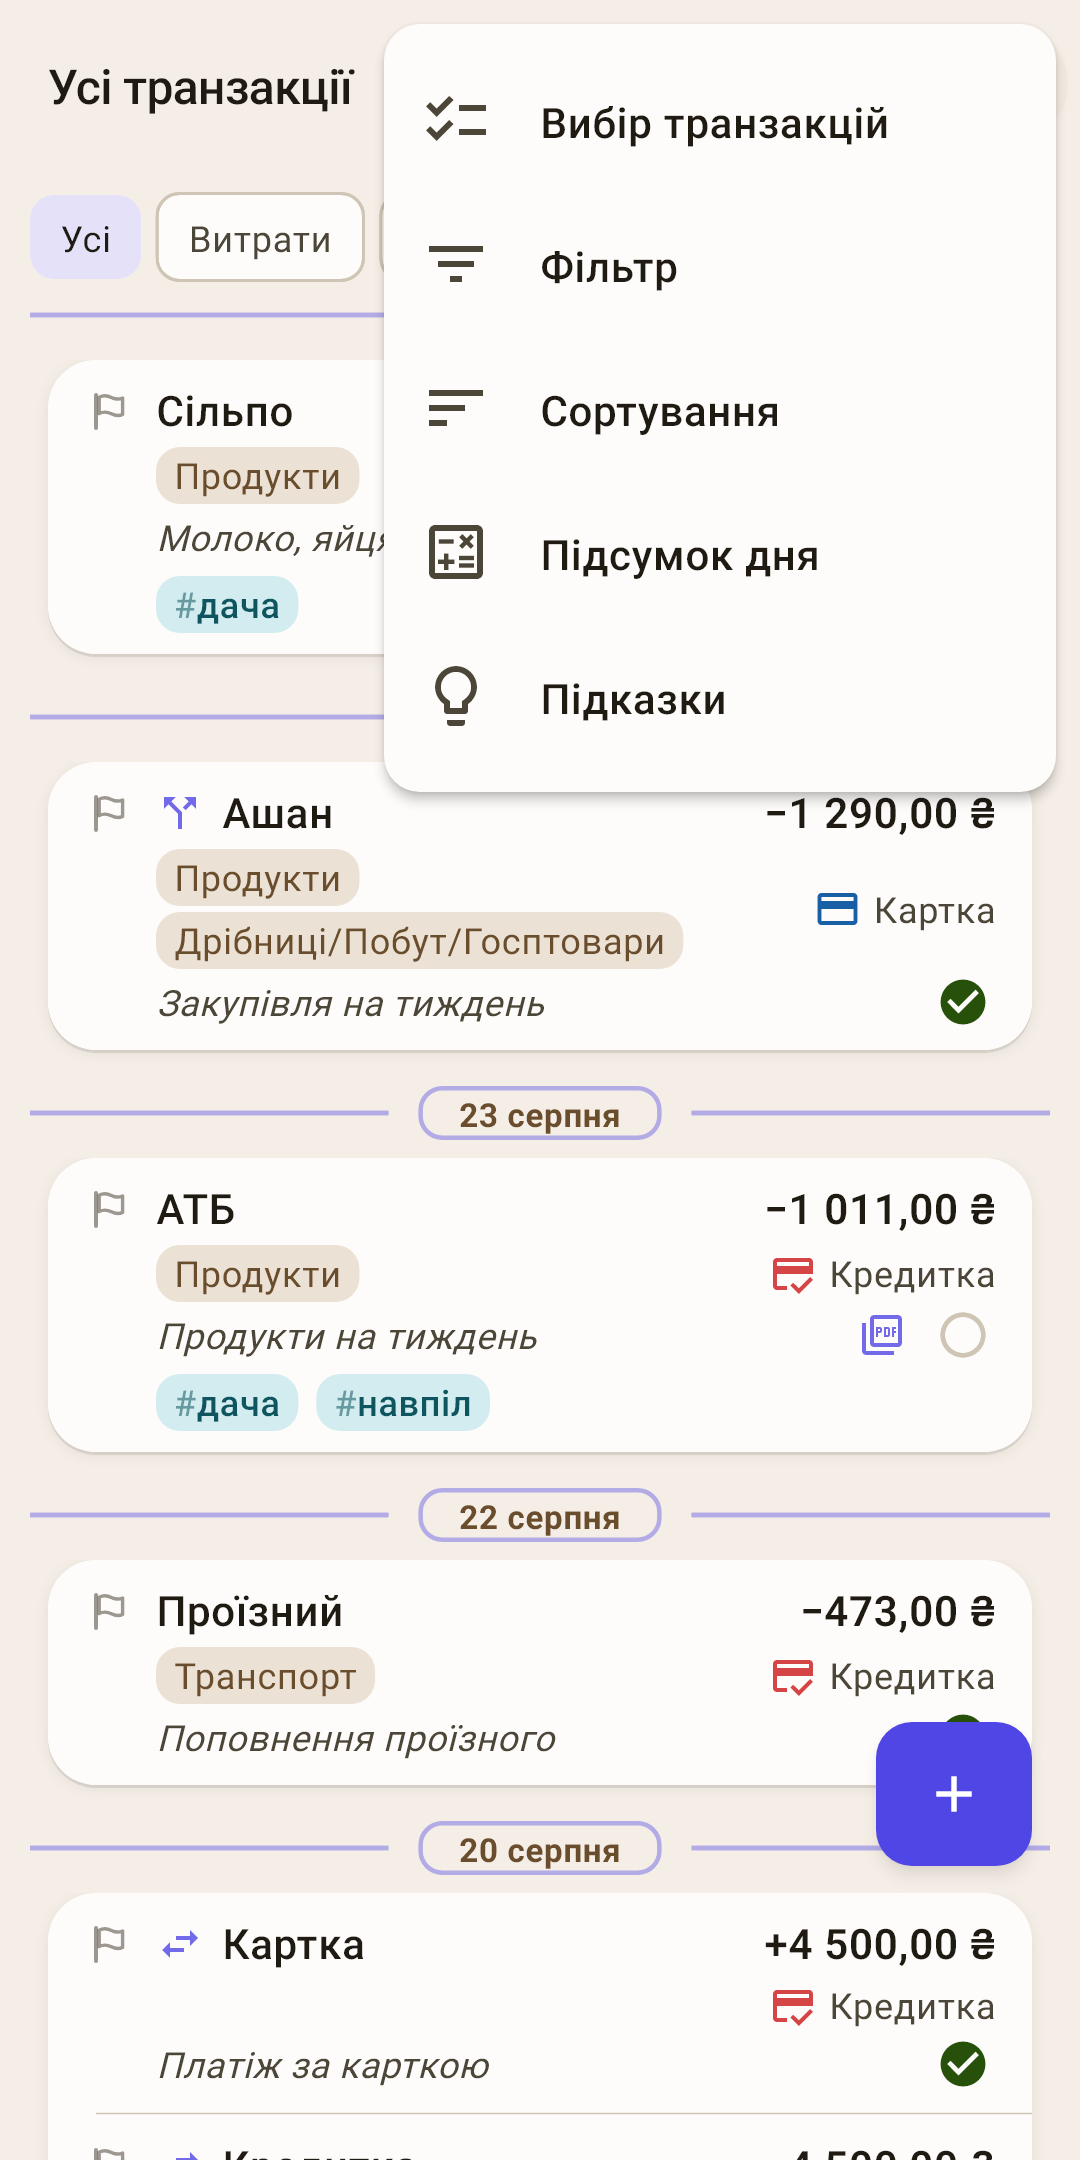 Усі транзакції
Вибір транзакцій
Фільтр
Сортування
Підсумок дня
Підказки
Усі
Витрати
Сільпо
Продукти
Молоко, яйця
#дача
Ашан
−1 290,00 ₴
Продукти
Картка
Дрібниці/Побут/Госптовари
Закупівля на тиждень
23 серпня
АТБ
−1 011,00 ₴
Продукти
Кредитка
Продукти на тиждень
PDF
#дача #навпіл
22 серпня
Проїзний
−473,00 ₴
Транспорт
Кредитка
Поповнення проїзного
20 серпня
Картка
+4 500,00 ₴
Кредитка
Платіж за карткою